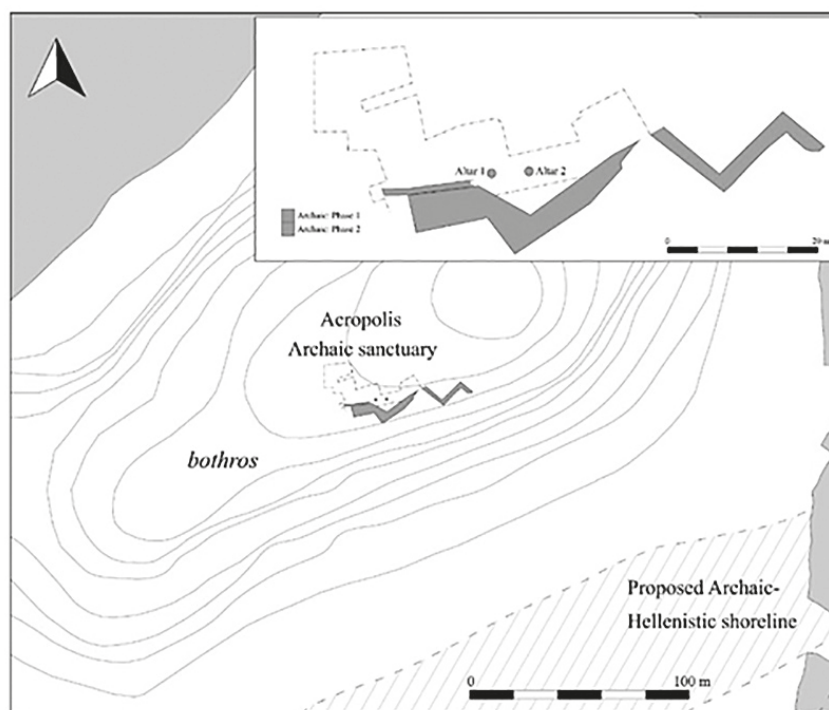 Altar 1
Altar 2
Archaic: Phase 1
Archaic: Phase 2
0
20 m
Acropolis
Archaic sanctuary
bothros
Proposed Archaic-
Hellenistic shoreline
0
100 m